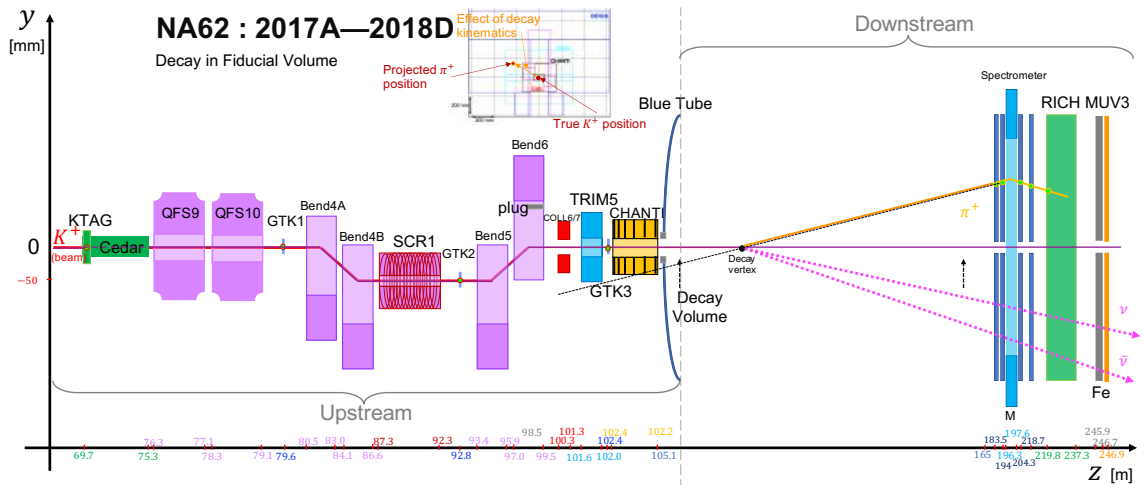 y
[mm]
NA62 : 2017A—2018D
Decay in Fiducial Volume
Effect of decay
kinematics
CHANTI
Projected π⁺
position
True K⁺ position
Downstream
Blue Tube
Spectrometer
RICH MUV3
Bend6
plug
TRIM5
COLL6/7
CHANTI
KTAG
QFS9
QFS10
GTK1
Bend4A
Bend4B
SCR1
GTK2
Bend5
π⁺
0
K⁺
(beam)
Cedar
Decay
vertex
−50
GTK3
Decay
Volume
ν
ν̄
Fe
M
Upstream
76.3 77.1 80.5 83.0 87.3 92.3 93.4 95.9 98.5 100.3 101.3 102.4 102.4 102.2 183.5 197.6 218.7 245.9 246.7
69.7 75.3 78.3 79.1 79.6 84.1 86.6 92.8 97.0 99.5 101.6 102.0 105.1 165 194 196.3 204.3 219.8 237.3 246.9
z [m]